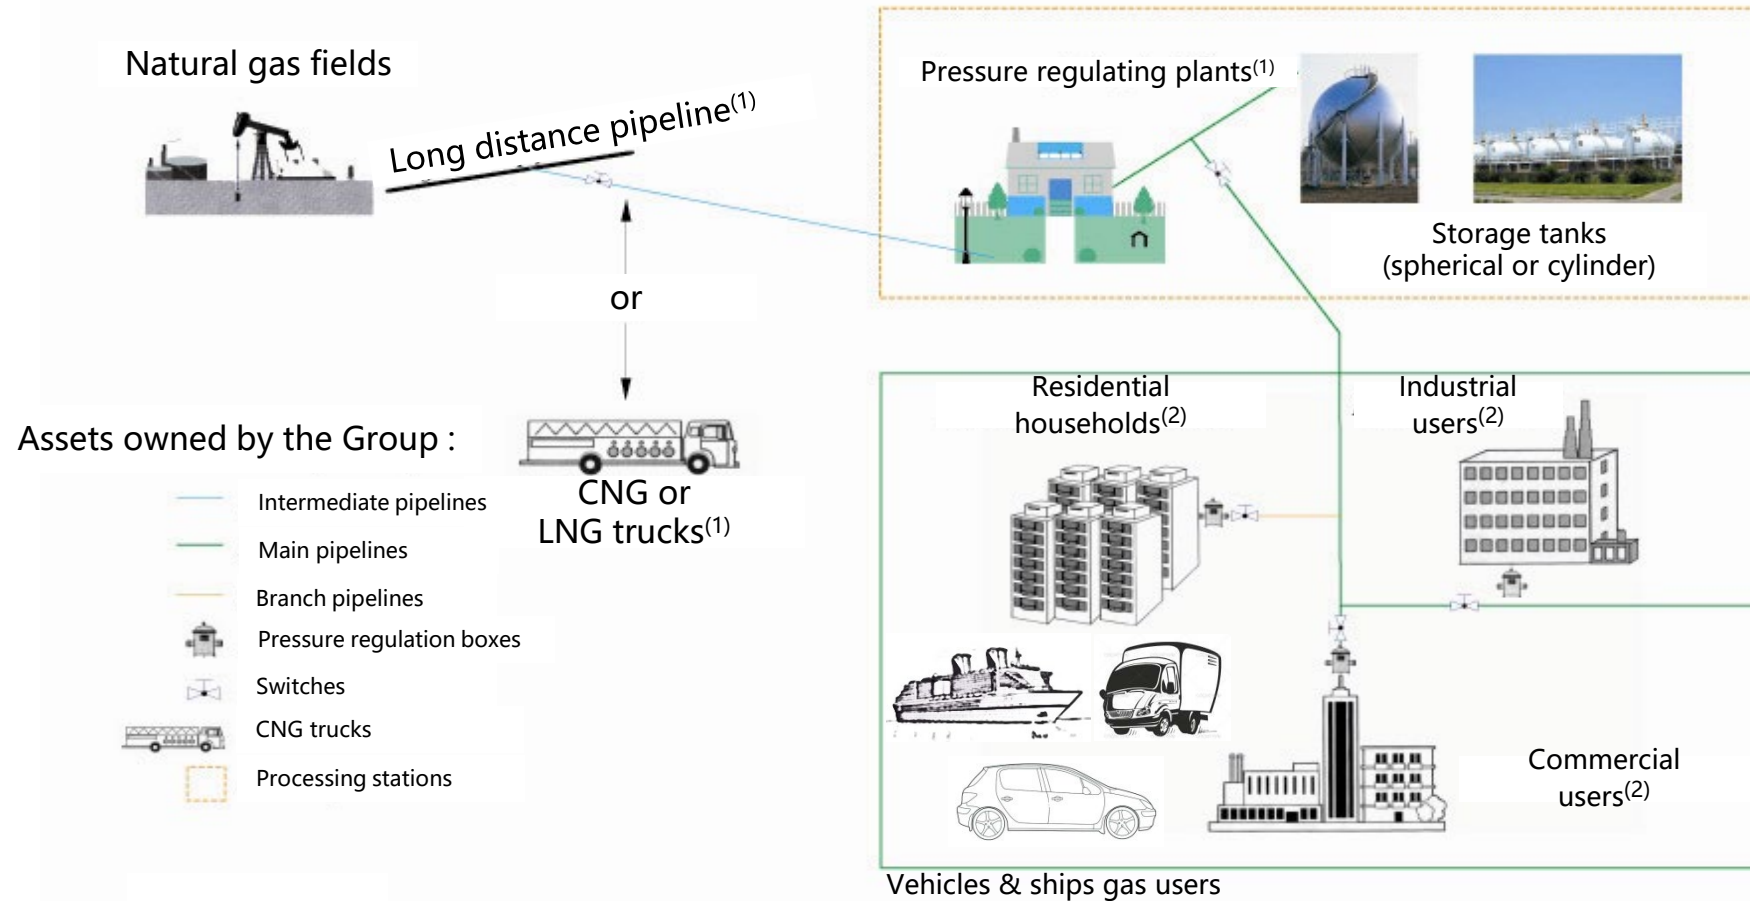 Natural gas fields
Long distance pipeline(1)
or
CNG or
LNG trucks(1)
Pressure regulating plants(1)
Storage tanks
(spherical or cylinder)
Assets owned by the Group :
Intermediate pipelines
Main pipelines
Branch pipelines
Pressure regulation boxes
Switches
CNG trucks
Processing stations
Residential
households(2)
Industrial
users(2)
Commercial
users(2)
Vehicles & ships gas users